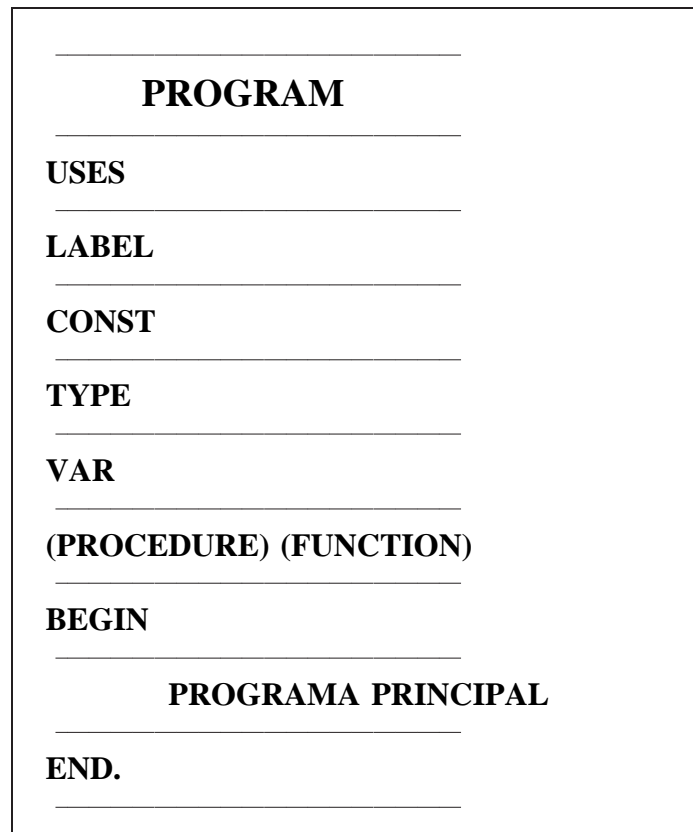 PROGRAM
USES
LABEL
CONST
TYPE
VAR
(PROCEDURE) (FUNCTION)
BEGIN
PROGRAMA PRINCIPAL
END.